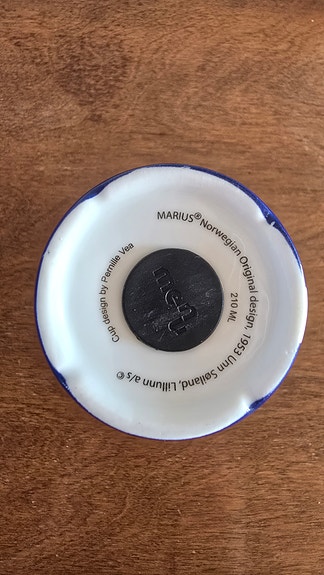 MARIUS® Norwegian Original design, 1953 Unn Søiland, Lillunn a/s ©
Cup design by Pernille Vea
210 ML
menu